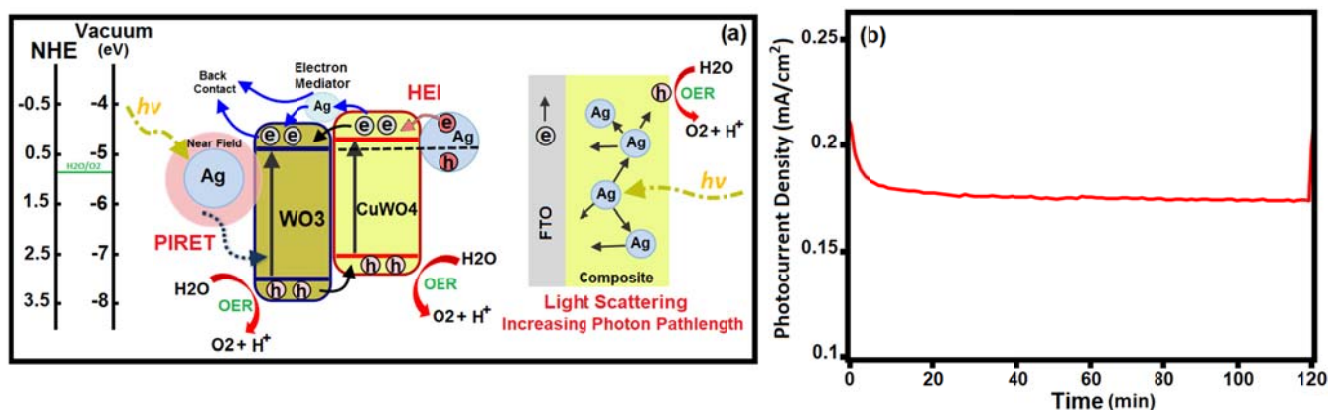 (a)
NHE
Vacuum
(eV)
-0.5
0.5
1.5
2.5
3.5
-4
-5
-6
-7
-8
H2O/O2
hν
Near Field
Ag
PIRET
Back
Contact
Electron
Mediator
Ag
HEI
e e
e e
e
Ag
h
WO3
CuWO4
h h
h h
H2O
OER
O2 + H+
H2O
OER
O2 + H+
FTO
e
Ag
Ag
Ag
Ag
Composite
h
H2O
OER
O2 + H+
hν
Light Scattering
Increasing Photon Pathlength
(b)
Photocurrent Density (mA/cm2)
0.25
0.2
0.15
0.1
0
20
40
60
80
100
120
Time (min)